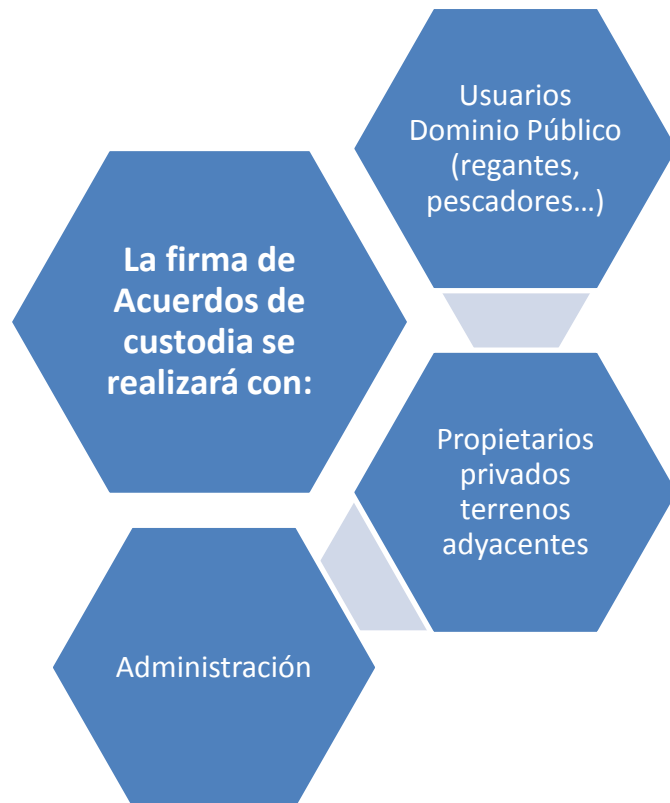 La firma de
Acuerdos de
custodia se
realizará con:
Usuarios
Dominio Público
(regantes,
pescadores…)
Propietarios
privados
terrenos
adyacentes
Administración